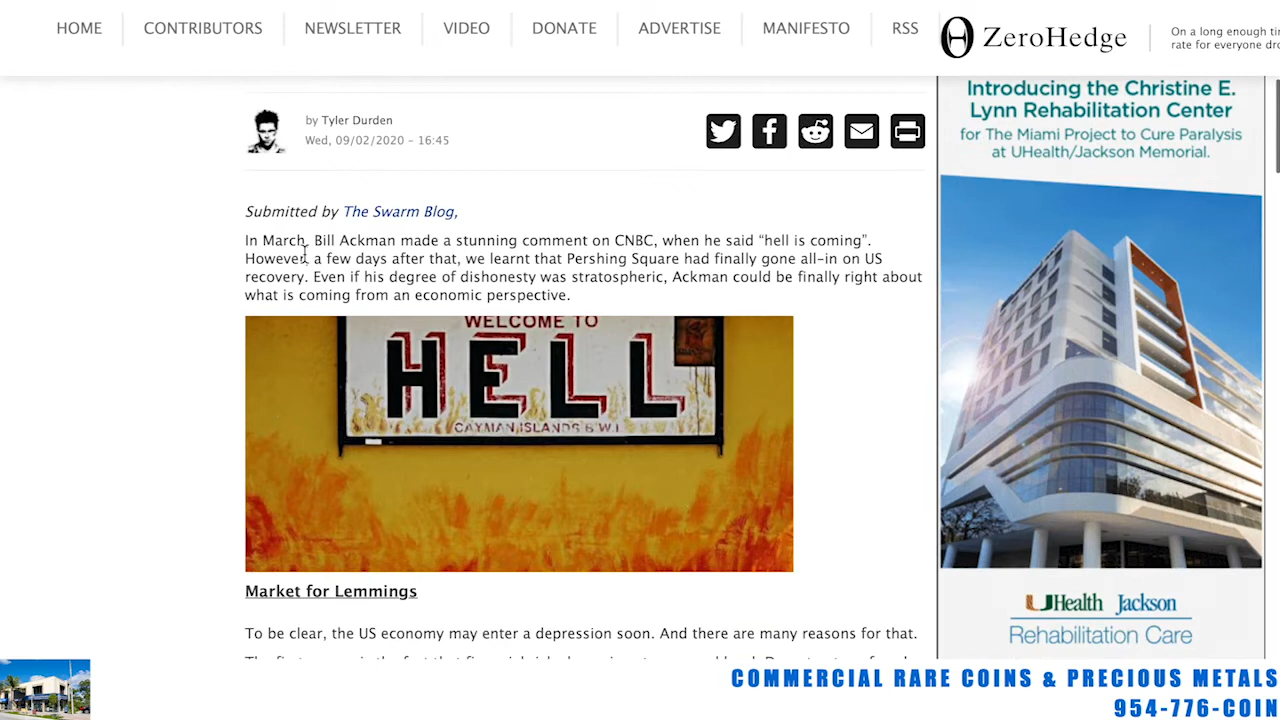 HOME
CONTRIBUTORS
NEWSLETTER
VIDEO
DONATE
ADVERTISE
MANIFESTO
RSS
ZeroHedge
On a long enough
rate for everyone
by Tyler Durden
Wed, 09/02/2020 - 16:45
Submitted by The Swarm Blog,
In March, Bill Ackman made a stunning comment on CNBC, when he said “hell is coming”.
However, a few days after that, we learnt that Pershing Square had finally gone all-in on US
recovery. Even if his degree of dishonesty was stratospheric, Ackman could be finally right about
what is coming from an economic perspective.
WELCOME TO
HELL
CAYMAN ISLANDS B.W.I.
Market for Lemmings
To be clear, the US economy may enter a depression soon. And there are many reasons for that.
Introducing the Christine E.
Lynn Rehabilitation Center
for The Miami Project to Cure Paralysis
at UHealth/Jackson Memorial.
UHealth Jackson
Rehabilitation Care
COMMERCIAL RARE COINS & PRECIOUS METALS
954-776-COIN